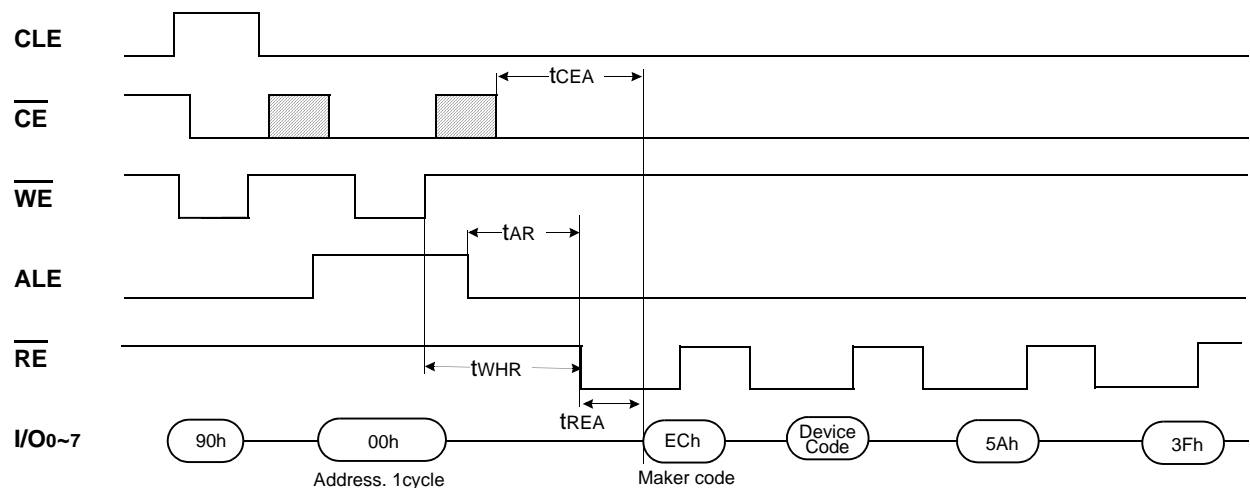 CLE
tCEA
CE
WE
tAR
ALE
RE
tWHR
tREA
I/O0~7
90h
00h
ECh
Device
Code
5Ah
3Fh
Address. 1cycle
Maker code